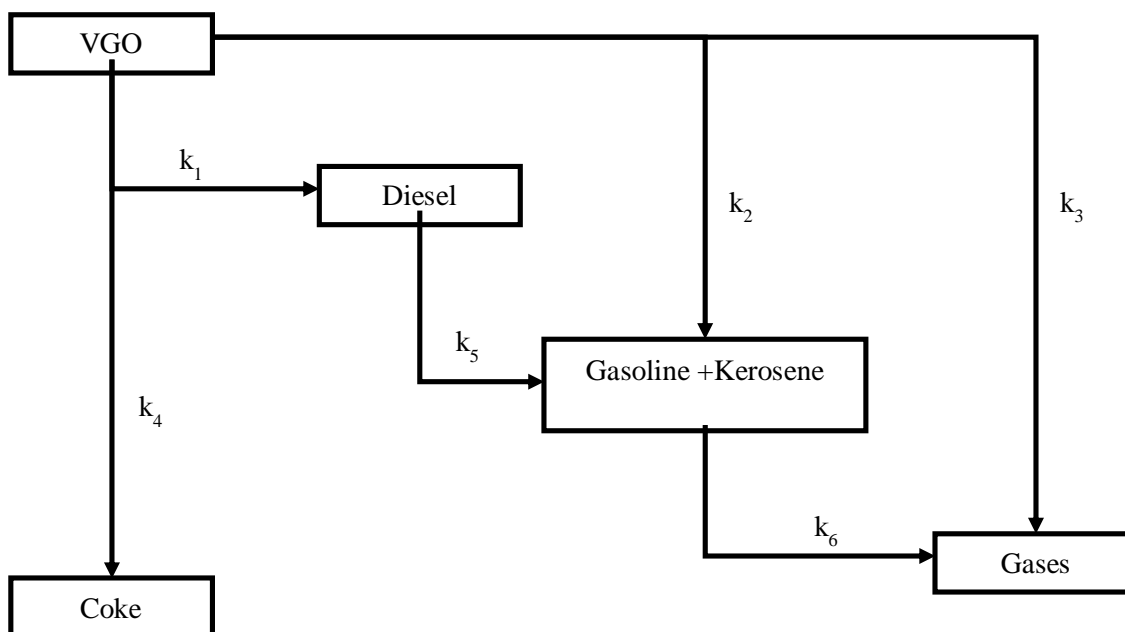 VGO
k₁
Diesel
k₂
k₃
k₅
Gasoline +Kerosene
k₄
k₆
Gases
Coke